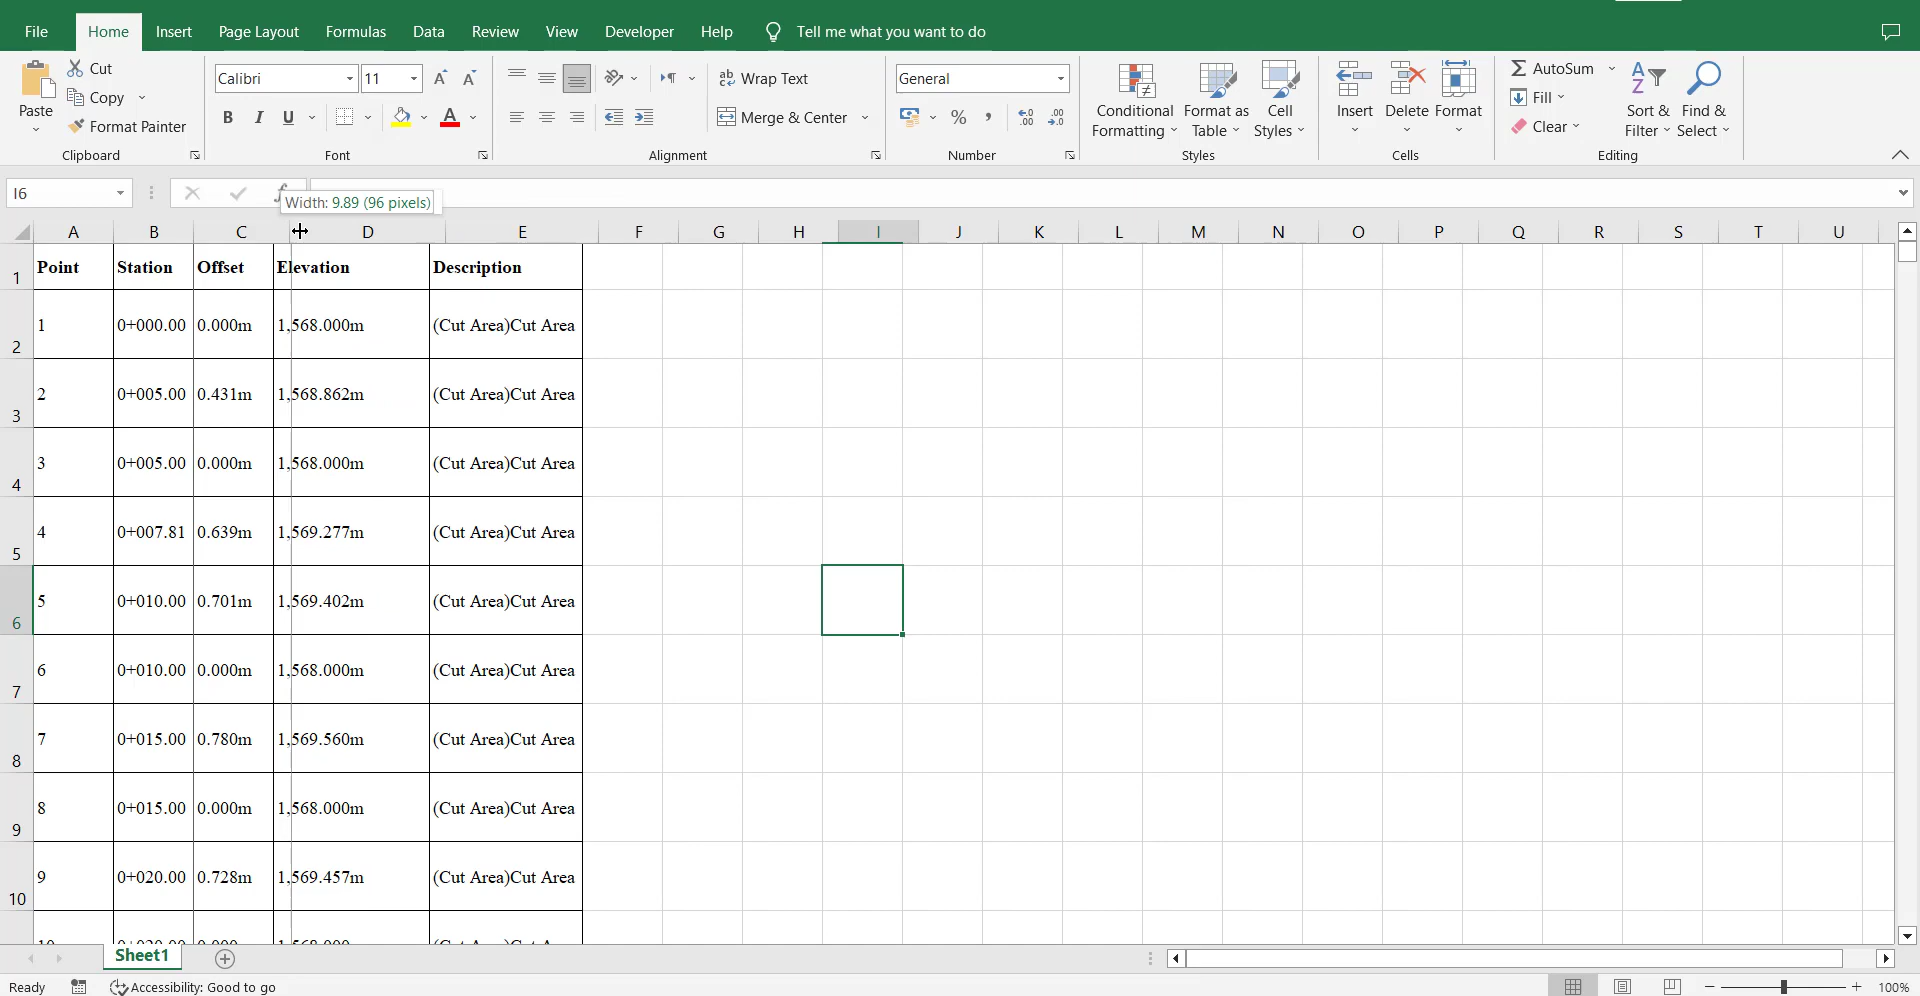 File Home Insert Page Layout Formulas Data Review View Developer Help Tell me what you want to do
Paste
Cut
Copy
Format Painter
Clipboard
Calibri 11
B I U
Font
Wrap Text
Merge & Center
Alignment
General
%
Number
Conditional Formatting
Format as Table
Cell Styles
Styles
Insert
Delete
Format
Cells
AutoSum
Fill
Clear
Sort & Filter
Find & Select
Editing
I6
Width: 9.89 (96 pixels)
A B C D E F G H I J K L M N O P Q R S T U
1 Point Station Offset Elevation Description
2 1 0+000.00 0.000m 1,568.000m (Cut Area)Cut Area
3 2 0+005.00 0.431m 1,568.862m (Cut Area)Cut Area
4 3 0+005.00 0.000m 1,568.000m (Cut Area)Cut Area
5 4 0+007.81 0.639m 1,569.277m (Cut Area)Cut Area
6 5 0+010.00 0.701m 1,569.402m (Cut Area)Cut Area
7 6 0+010.00 0.000m 1,568.000m (Cut Area)Cut Area
8 7 0+015.00 0.780m 1,569.560m (Cut Area)Cut Area
9 8 0+015.00 0.000m 1,568.000m (Cut Area)Cut Area
10 9 0+020.00 0.728m 1,569.457m (Cut Area)Cut Area
Sheet1
Ready Accessibility: Good to go 100%